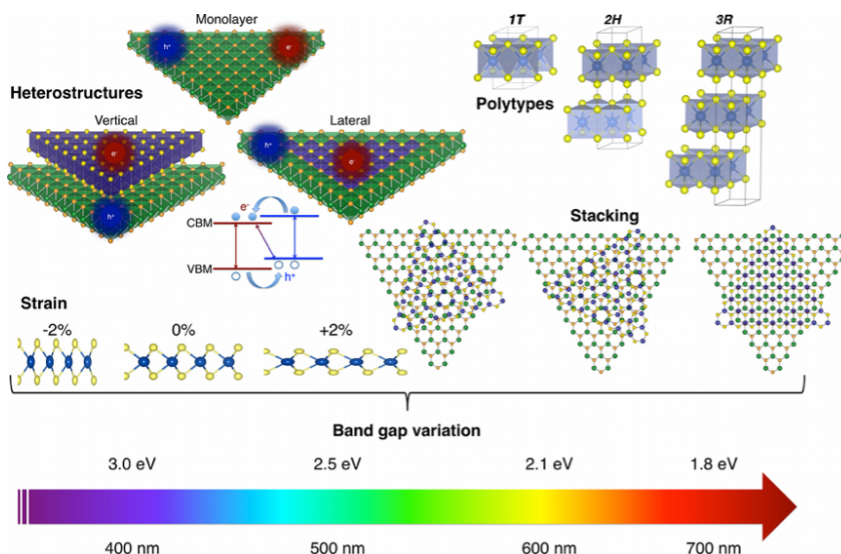 Monolayer
h⁺
e⁻
Heterostructures
Vertical
e⁻
h⁺
Lateral
h⁺
e⁻
1T 2H 3R
Polytypes
e⁻
CBM
VBM
h⁺
Stacking
Strain
-2% 0% +2%
Band gap variation
3.0 eV 2.5 eV 2.1 eV 1.8 eV
400 nm 500 nm 600 nm 700 nm